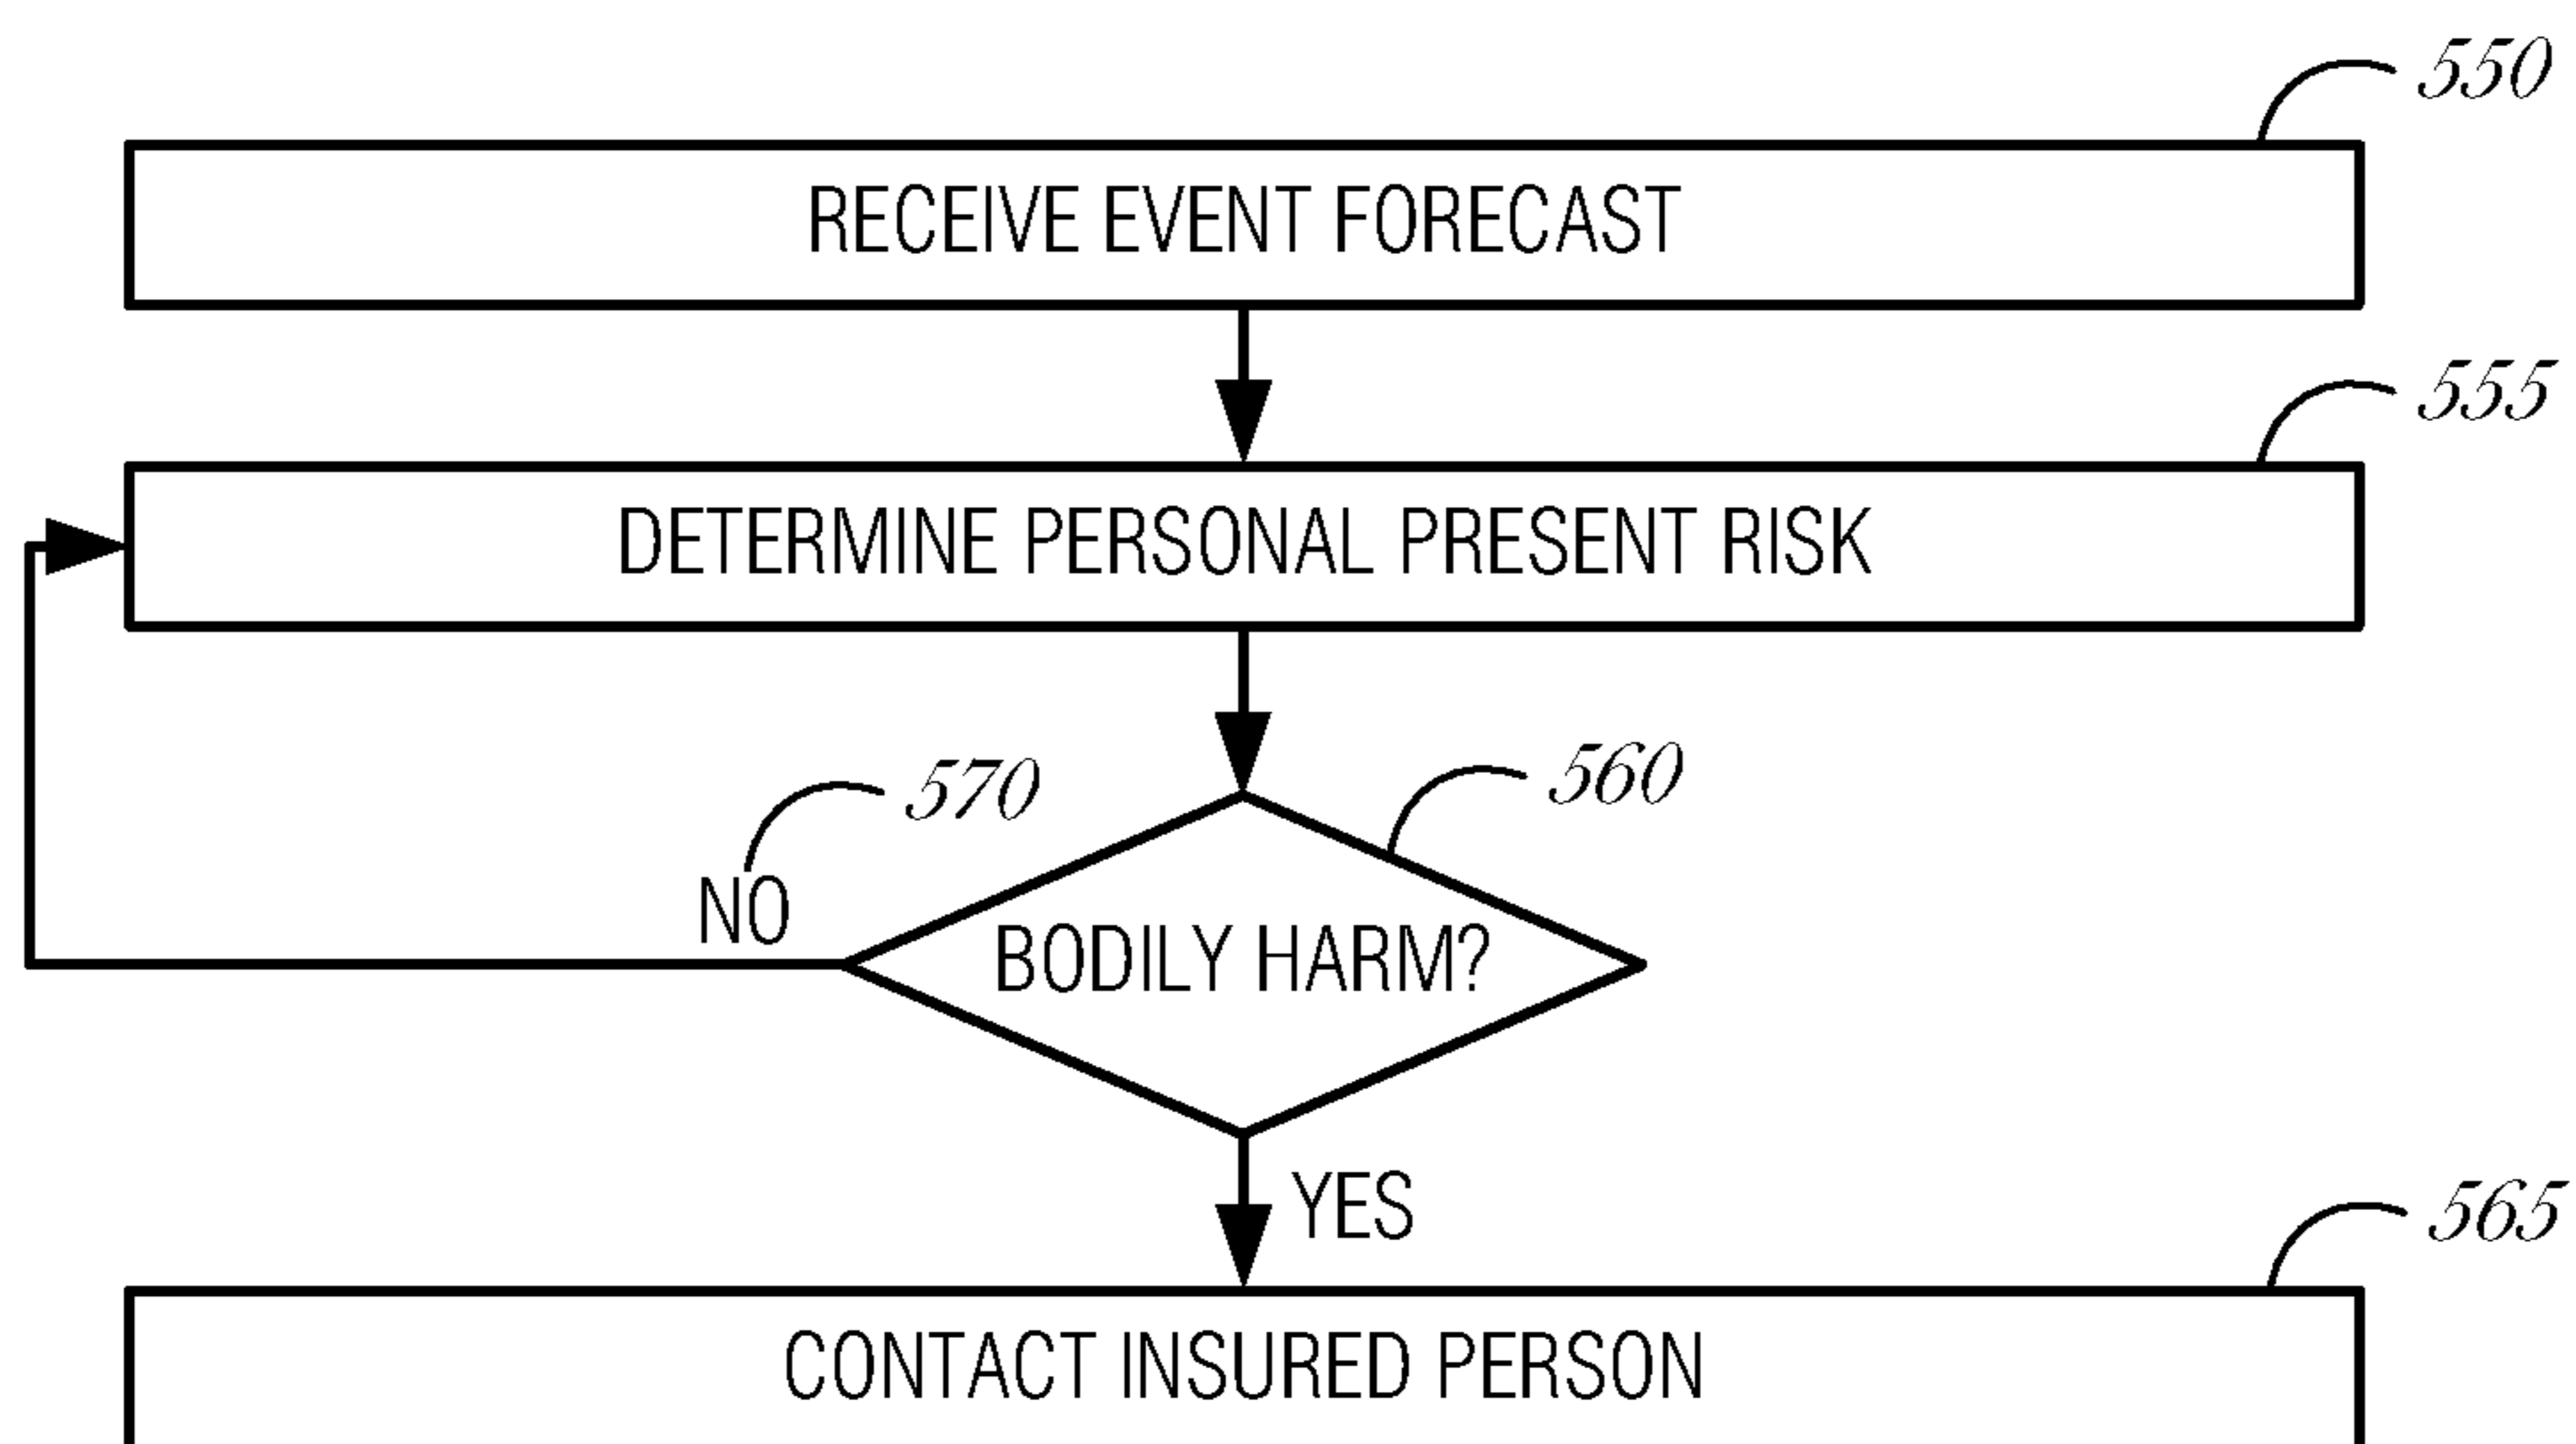 550
RECEIVE EVENT FORECAST
555
DETERMINE PERSONAL PRESENT RISK
570
560
NO
BODILY HARM?
YES
565
CONTACT INSURED PERSON